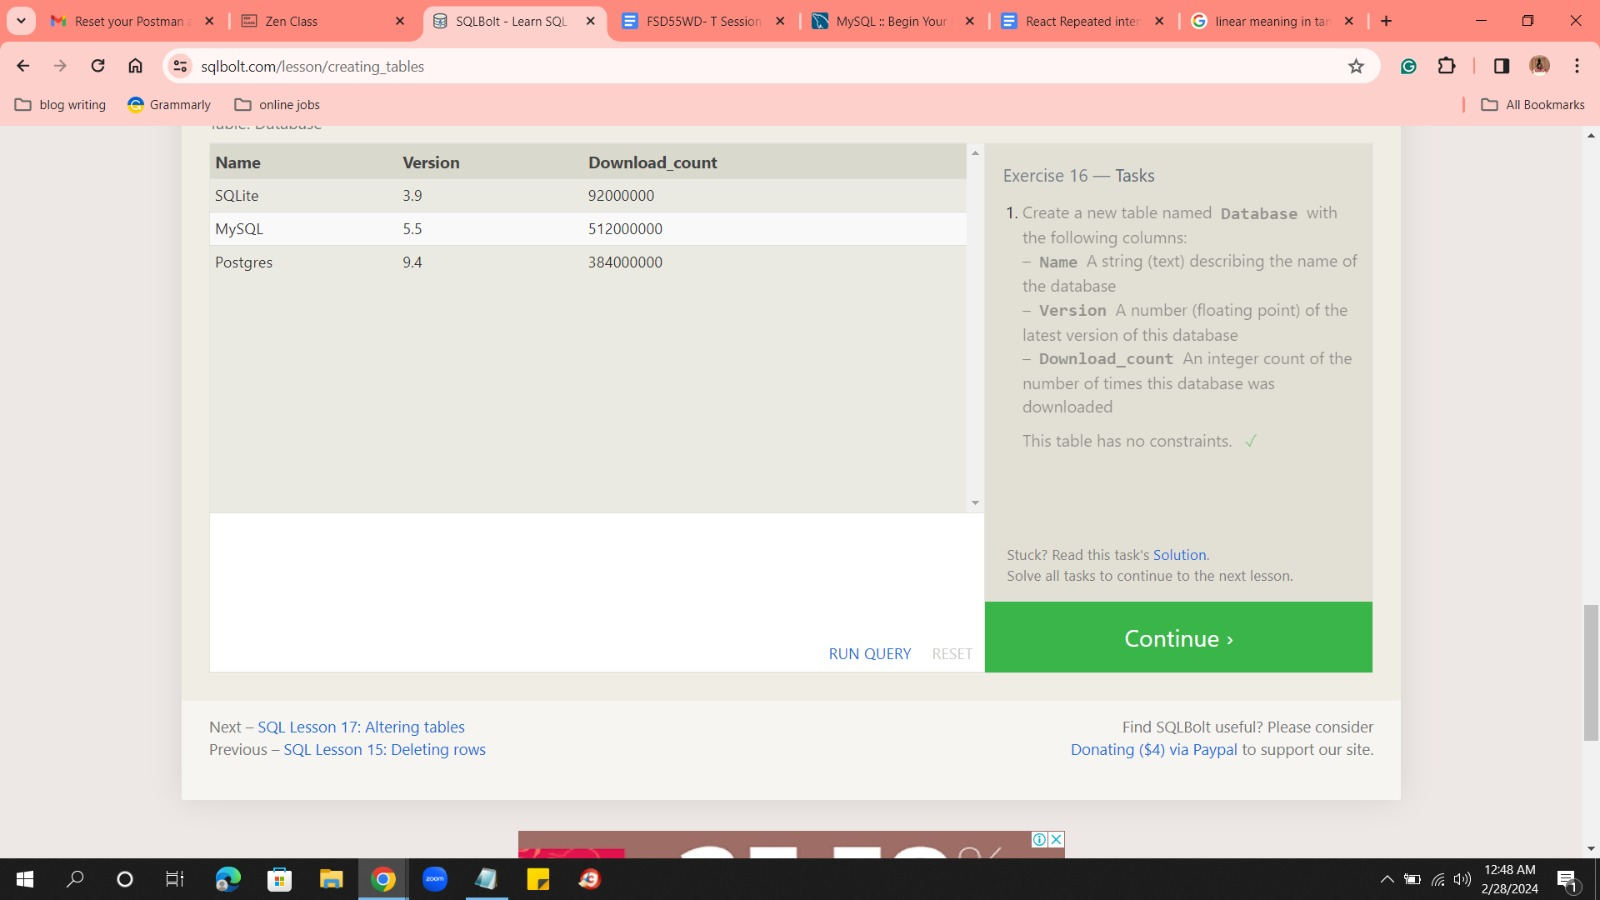 Reset your Postman a
Zen Class
SQLBolt - Learn SQL
FSD55WD- T Session
MySQL :: Begin Your
React Repeated inter
linear meaning in tam
sqlbolt.com/lesson/creating_tables
blog writing
Grammarly
online jobs
All Bookmarks
Table: Database
Name Version Download_count
SQLite 3.9 92000000
MySQL 5.5 512000000
Postgres 9.4 384000000
Exercise 16 — Tasks
1. Create a new table named Database with
the following columns:
– Name A string (text) describing the name of
the database
– Version A number (floating point) of the
latest version of this database
– Download_count An integer count of the
number of times this database was
downloaded
This table has no constraints. ✓
Stuck? Read this task's Solution.
Solve all tasks to continue to the next lesson.
RUN QUERY RESET
Continue ›
Next – SQL Lesson 17: Altering tables
Previous – SQL Lesson 15: Deleting rows
Find SQLBolt useful? Please consider
Donating ($4) via Paypal to support our site.
zoom
12:48 AM
2/28/2024
1